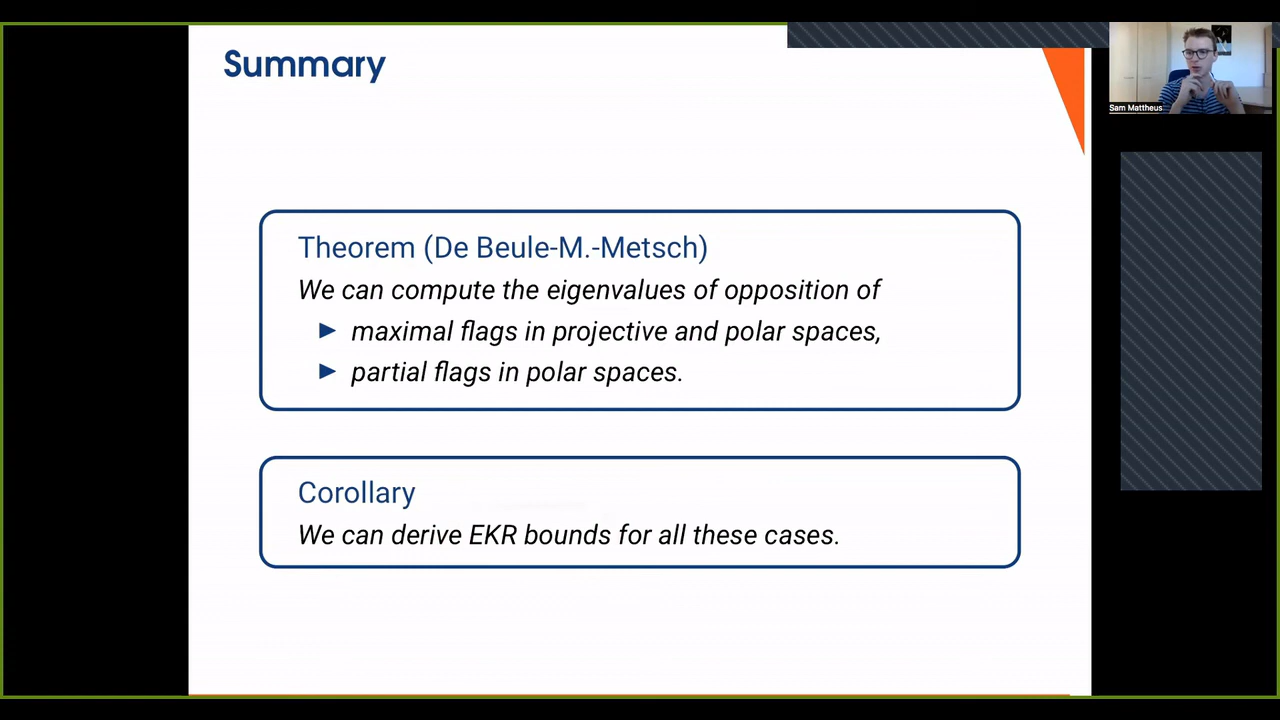 Summary
Sam Mattheus
Theorem (De Beule-M.-Metsch)
We can compute the eigenvalues of opposition of
maximal flags in projective and polar spaces,
partial flags in polar spaces.
Corollary
We can derive EKR bounds for all these cases.